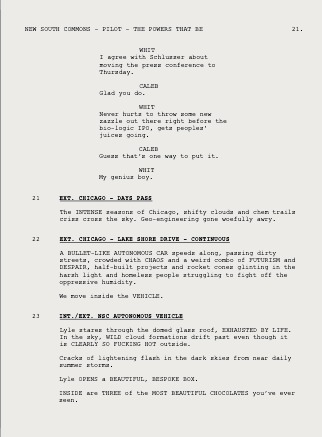 NEW SOUTH COMMONS - PILOT - THE POWERS THAT BE 21.
WHIT
I agree with Schlusser about
moving the press conference to
Thursday.
CALEB
Glad you do.
WHIT
Never hurts to throw some new
razzle out there right before the
bio-logic IPO, gets peoples'
juices going.
CALEB
Guess that's one way to put it.
WHIT
My genius boy.
21 EXT. CHICAGO - DAYS PASS
The INTENSE seasons of Chicago, shifty clouds and chem trails
criss cross the sky. Geo-engineering gone woefully awry.
22 EXT. CHICAGO - LAKE SHORE DRIVE - CONTINUOUS
A BULLET-LIKE AUTONOMOUS CAR speeds along, passing dirty
streets, crowded with CHAOS and a weird combo of FUTURISM and
DESPAIR, half-built projects and rocket cones glinting in the
harsh light and homeless people struggling to fight off the
oppressive humidity.
We move inside the VEHICLE.
23 INT./EXT. NSC AUTONOMOUS VEHICLE
Lyle stares through the domed glass roof, EXHAUSTED BY LIFE.
In the sky, WILD cloud formations drift past even though it
is CLEARLY SO FUCKING HOT outside.
Cracks of lightening flash in the dark skies from near daily
summer storms.
Lyle OPENS a BEAUTIFUL, BESPOKE BOX.
INSIDE are THREE of the MOST BEAUTIFUL CHOCOLATES you've ever
seen.